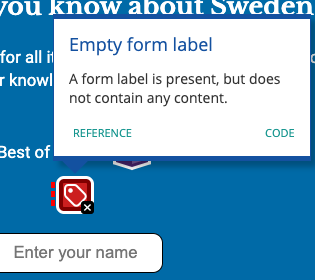 you know about Sweden
Empty form label
for all it
A form label is present, but does
not contain any content.
REFERENCE
CODE
Best of
Enter your name